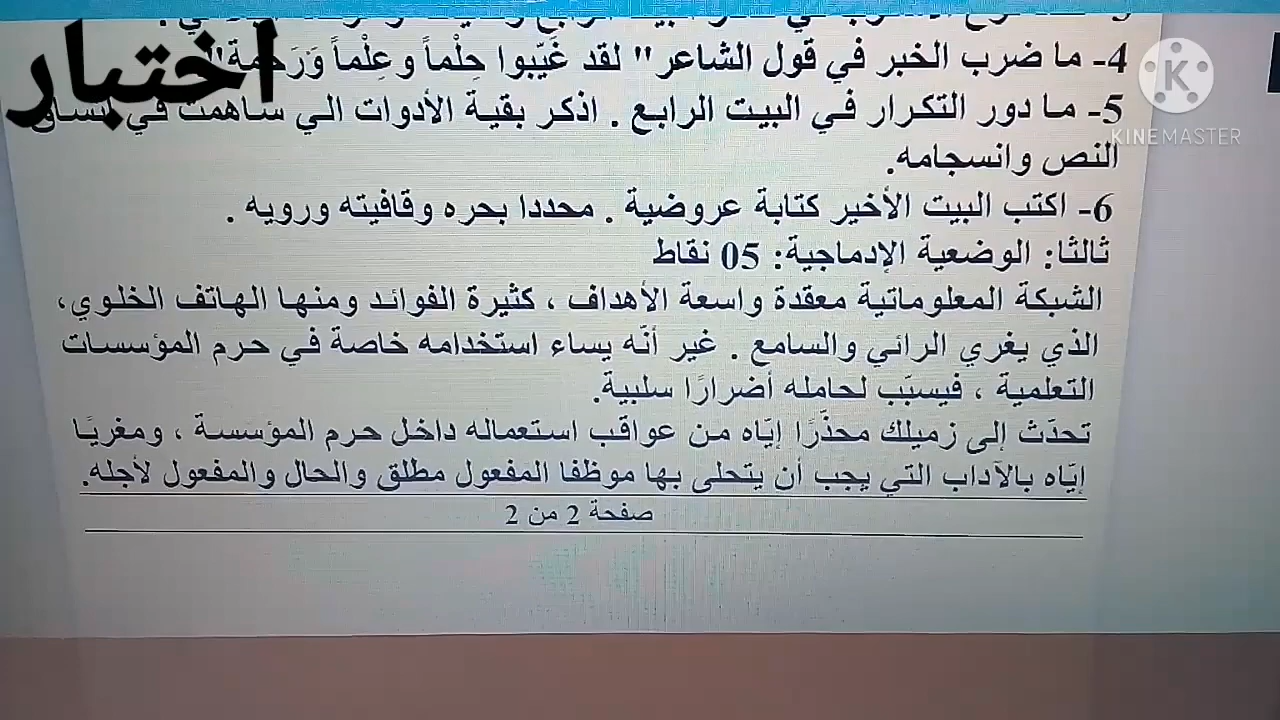 اختبار
4- ما ضرب الخبر في قول الشاعر" لقد غَيّبوا حِلْماً وعِلْماً وَرَحْمة"
5- ما دور التكرار في البيت الرابع . اذكر بقية الأدوات الي ساهمت في
النص وانسجامه.
6- اكتب البيت الأخير كتابة عروضية . محددا بحره وقافيته ورويه .
ثالثا: الوضعية الإدماجية: 05 نقاط
الشبكة المعلوماتية معقدة واسعة الأهداف ، كثيرة الفوائد ومنها الهاتف الخلوي،
الذي يغري الرائي والسامع . غير أنّه يساء استخدامه خاصة في حرم المؤسسات
التعلمية ، فيسبّب لحامله أضرارًا سلبية.
تحدّث إلى زميلك محذّرًا إيّاه من عواقب استعماله داخل حرم المؤسسة ، ومغريًا
إيّاه بالآداب التي يجب أن يتحلى بها موظفا المفعول مطلق والحال والمفعول لأجله.
صفحة 2 من 2
K
KINEMASTER